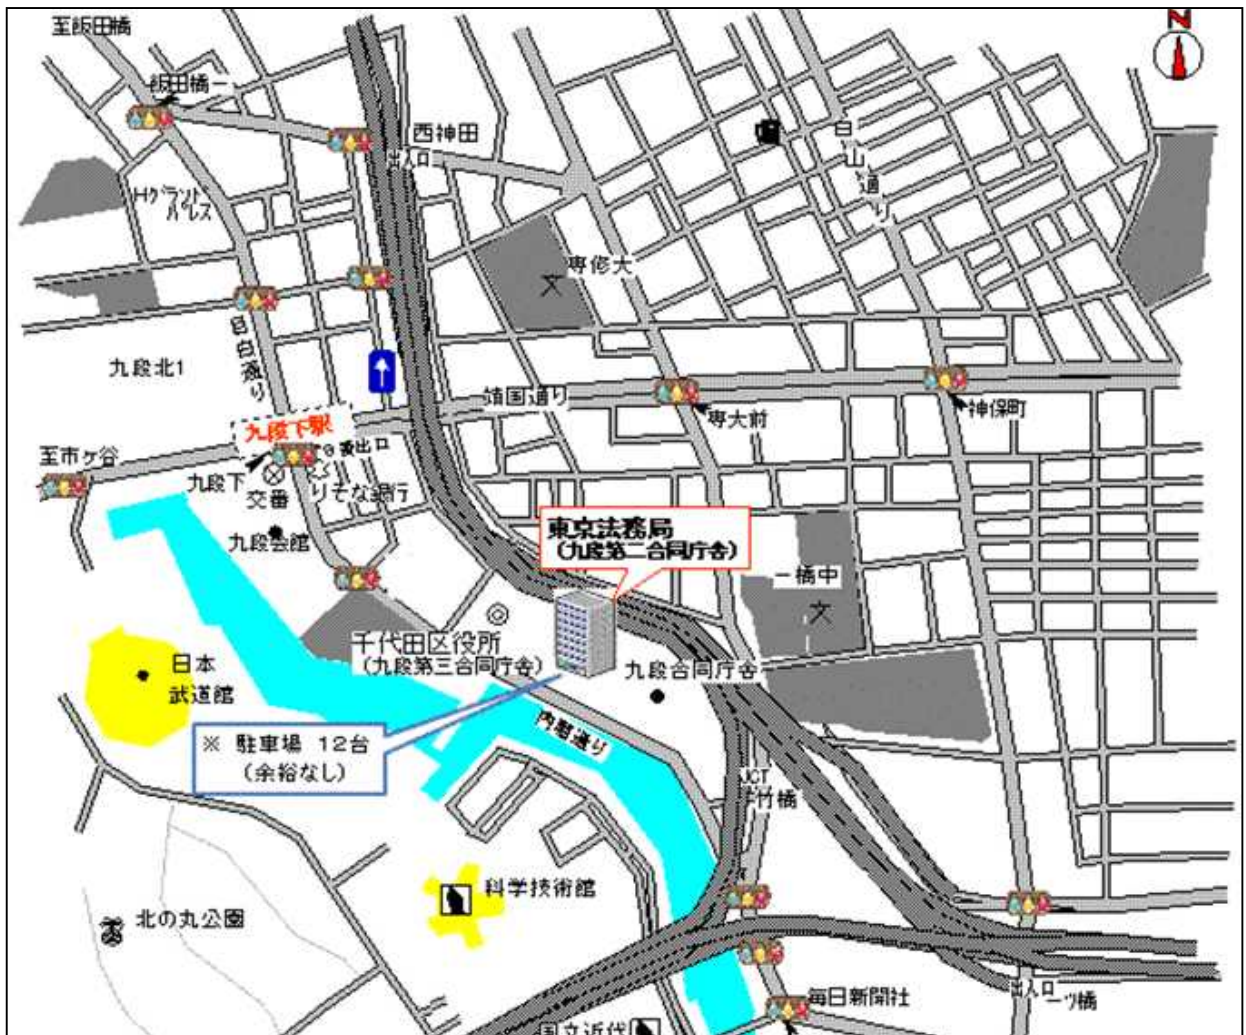 至飯田橋
N
飯田橋一
西神田
出入口
白山通り
Hグランドパレス
専修大
目白通り
九段北1
靖国通り
専大前
神保町
九段下駅
至市ヶ谷
九段下
交番
りそな銀行
九段会館
東京法務局
(九段第二合同庁舎)
一橋中
千代田区役所
(九段第三合同庁舎)
九段合同庁舎
日本
武道館
内堀通り
※ 駐車場 12台
(余裕なし)
JCT
竹橋
科学技術館
北の丸公園
毎日新聞社
出入口
一ツ橋
国立近代